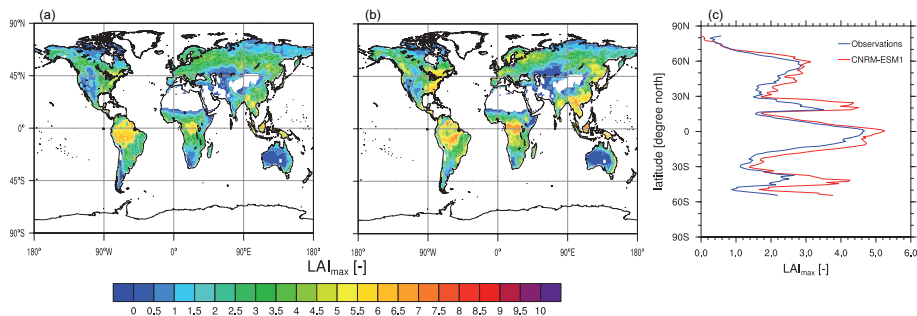 (a)
(b)
(c)
90°N
45°N
0°
45°S
90°S
180° 90°W 0° 90°E 180°
180° 90°W 0° 90°E 180°
LAImax [-]
0 0.5 1 1.5 2 2.5 3 3.5 4 4.5 5 5.5 6 6.5 7 7.5 8 8.5 9 9.5 10
latitude [degree north]
90N
60N
30N
0
30S
60S
90S
Observations
CNRM-ESM1
0,0 1,0 2,0 3,0 4,0 5,0 6,0
LAImax [-]